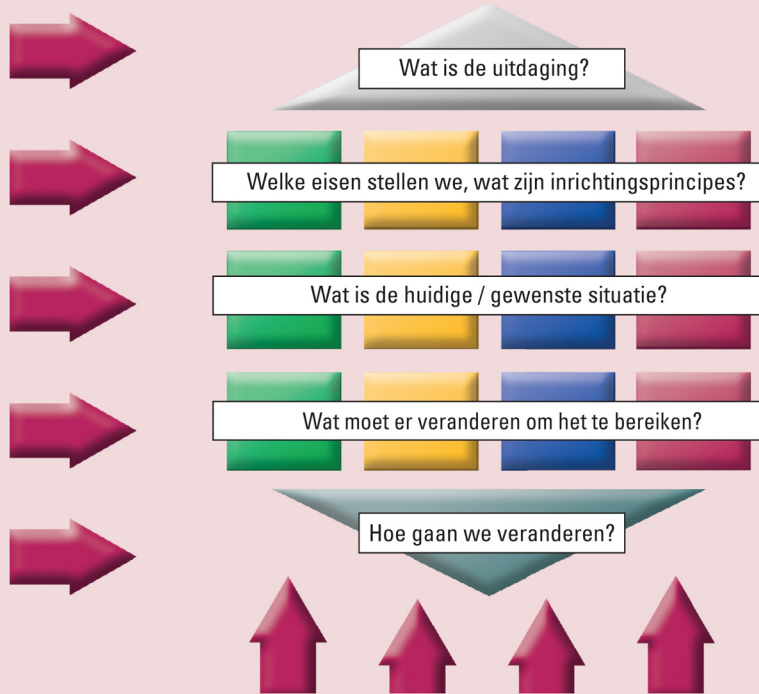 Wat is de uitdaging?
Welke eisen stellen we, wat zijn inrichtingsprincipes?
Wat is de huidige / gewenste situatie?
Wat moet er veranderen om het te bereiken?
Hoe gaan we veranderen?